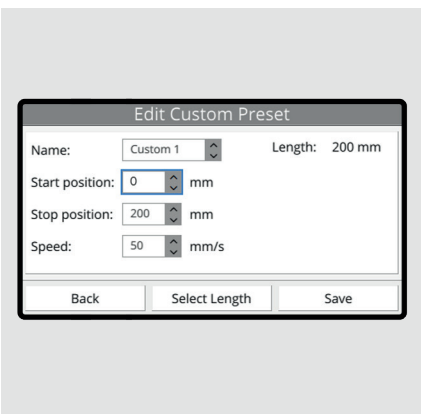 Edit Custom Preset
Name: Custom 1 Length: 200 mm
Start position: 0 mm
Stop position: 200 mm
Speed: 50 mm/s
Back Select Length Save